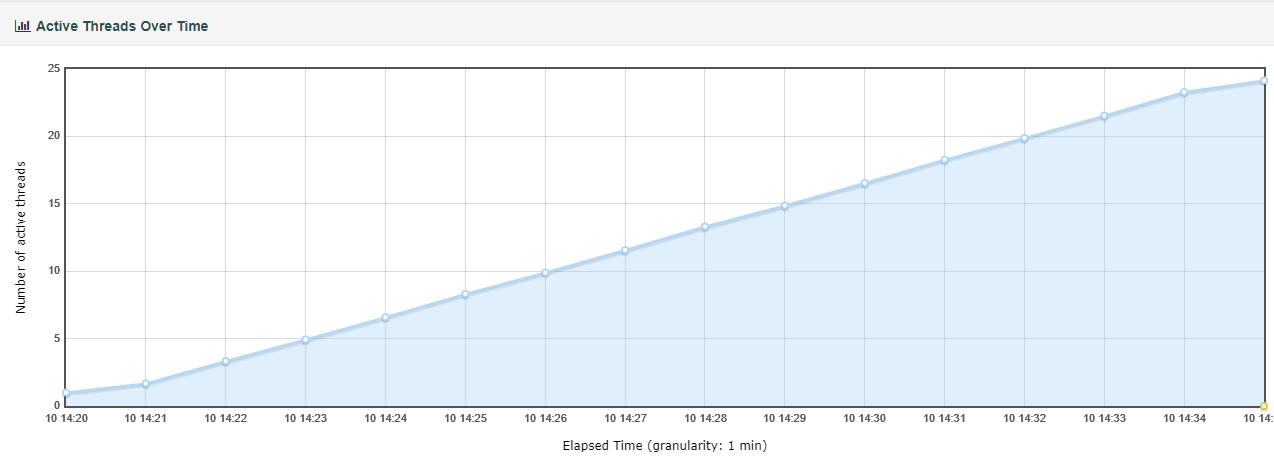 Active Threads Over Time
25
20
15
10
5
0
Number of active threads
10 14:20 10 14:21 10 14:22 10 14:23 10 14:24 10 14:25 10 14:26 10 14:27 10 14:28 10 14:29 10 14:30 10 14:31 10 14:32 10 14:33 10 14:34 10 14:
Elapsed Time (granularity: 1 min)